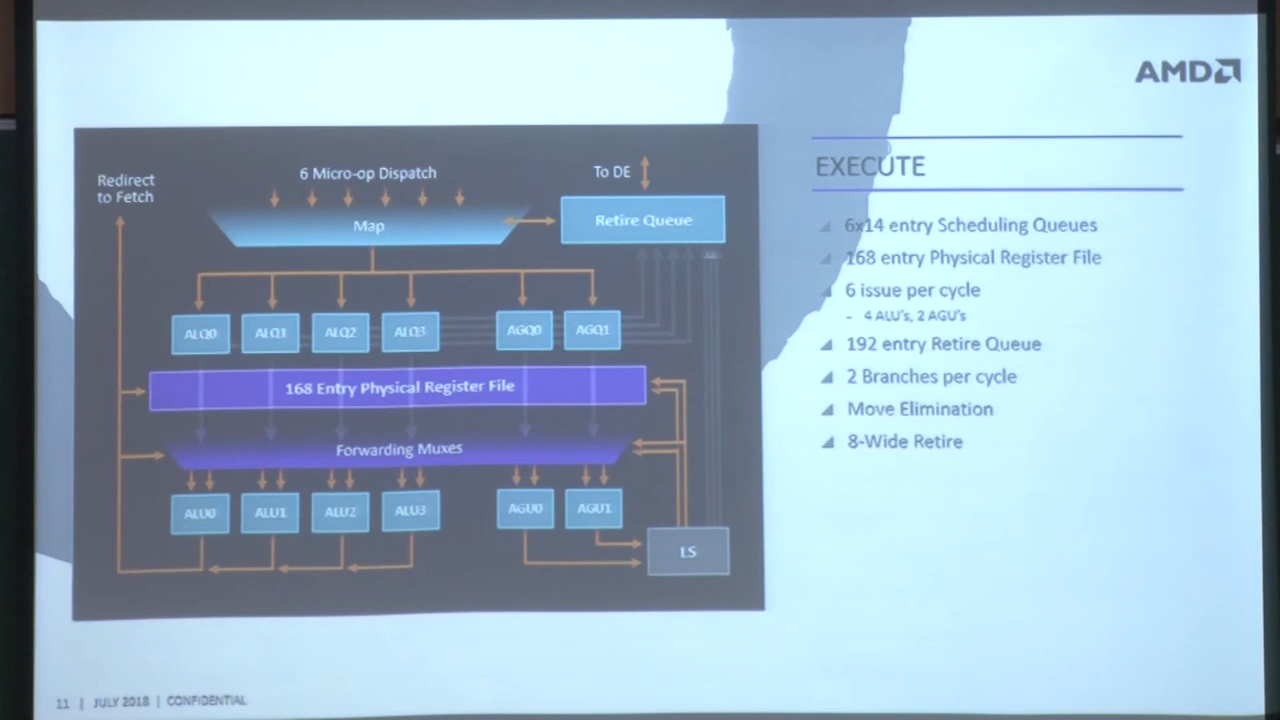 AMD
EXECUTE
6x14 entry Scheduling Queues
168 entry Physical Register File
6 issue per cycle
- 4 ALU's, 2 AGU's
192 entry Retire Queue
2 Branches per cycle
Move Elimination
8-Wide Retire
Redirect
to Fetch
6 Micro-op Dispatch
To DE
Map
Retire Queue
ALQ0 ALQ1 ALQ2 ALQ3 AGQ0 AGQ1
168 Entry Physical Register File
Forwarding Muxes
ALU0 ALU1 ALU2 ALU3 AGU0 AGU1
LS
11 | JULY 2018 | CONFIDENTIAL